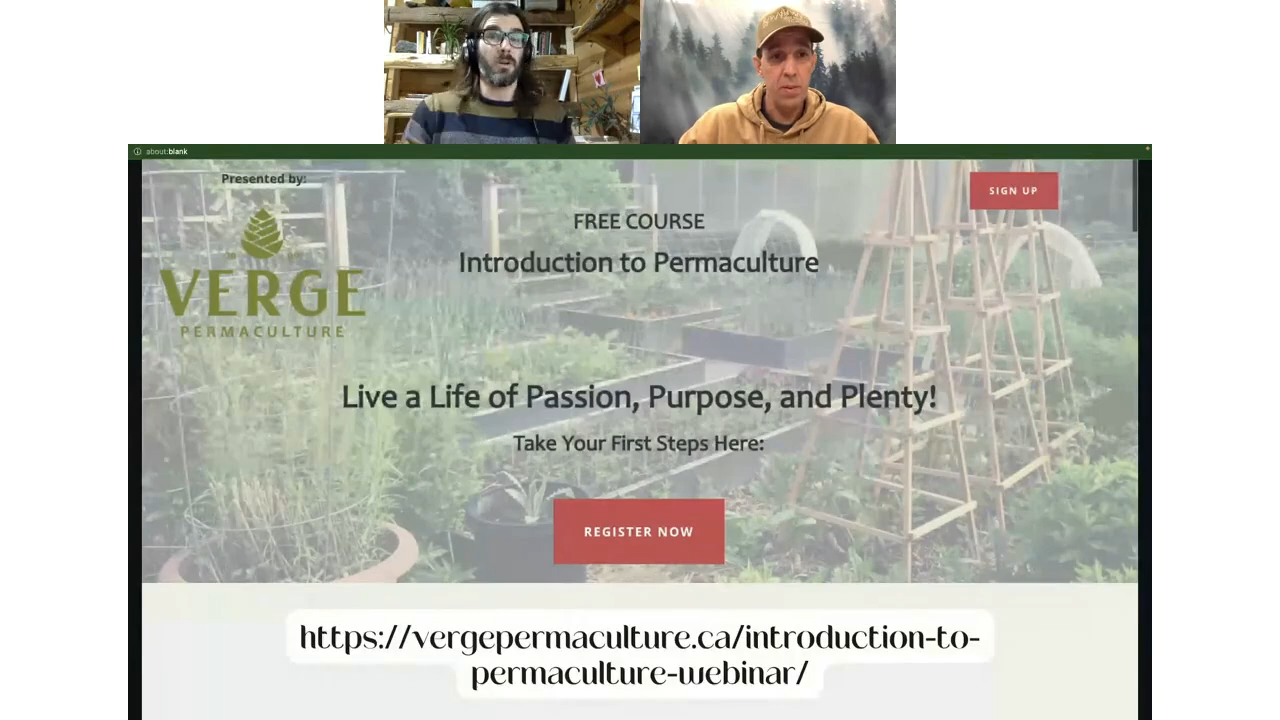 about:blank
Presented by:
SIGN UP
FREE COURSE
Introduction to Permaculture
VERGE
PERMACULTURE
Live a Life of Passion, Purpose, and Plenty!
Take Your First Steps Here:
REGISTER NOW
https://vergepermaculture.ca/introduction-to-
permaculture-webinar/